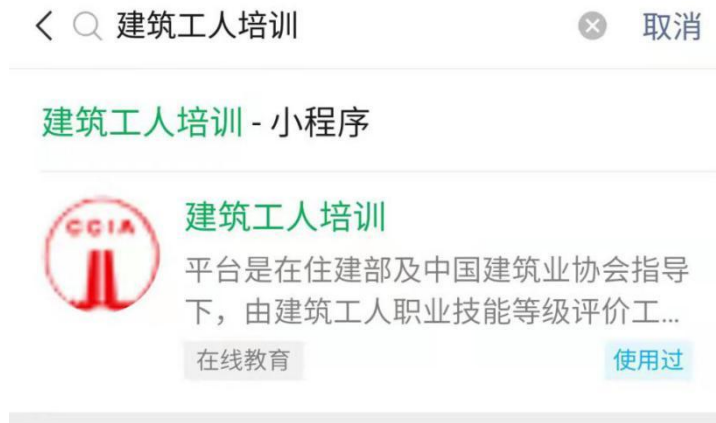 建筑工人培训 取消
建筑工人培训 - 小程序
CCIA
建筑工人培训
平台是在住建部及中国建筑业协会指导
下，由建筑工人职业技能等级评价工...
在线教育 使用过